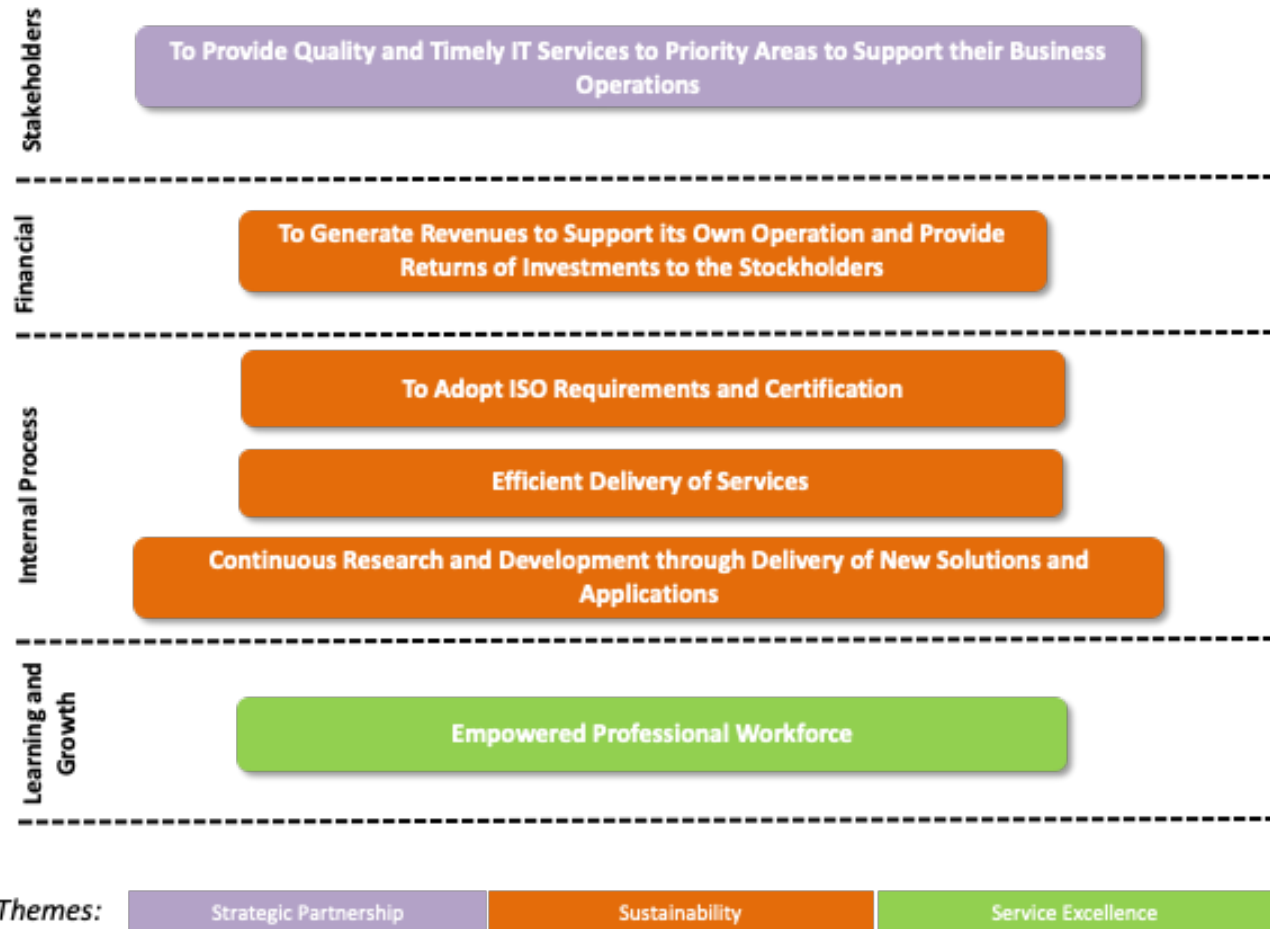 Stakeholders
To Provide Quality and Timely IT Services to Priority Areas to Support their Business
Operations
Financial
To Generate Revenues to Support its Own Operation and Provide
Returns of Investments to the Stockholders
Internal Process
To Adopt ISO Requirements and Certification
Efficient Delivery of Services
Continuous Research and Development through Delivery of New Solutions and
Applications
Learning and
Growth
Empowered Professional Workforce
Themes:
Strategic Partnership
Sustainability
Service Excellence